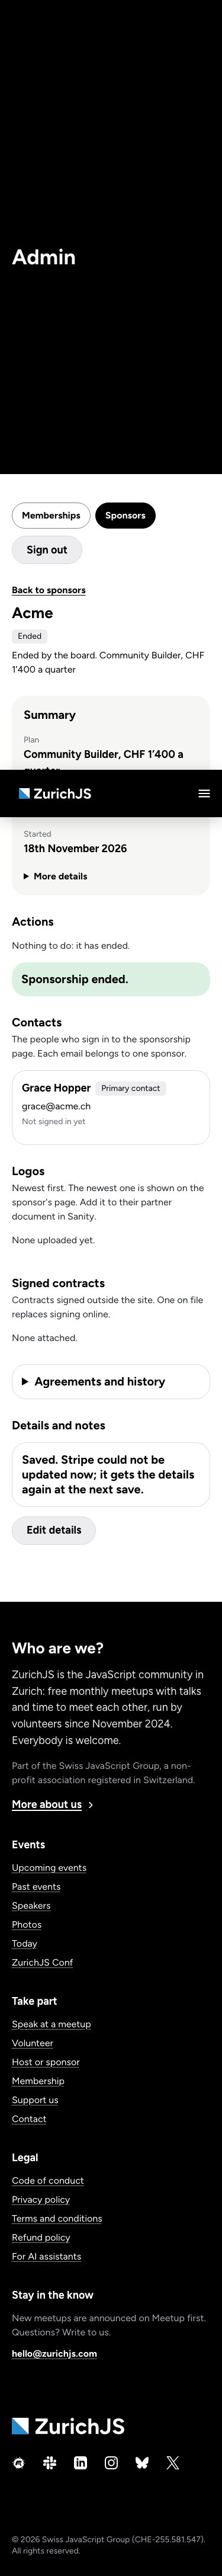 Admin
Memberships
Sponsors
Sign out
Back to sponsors
Acme
Ended
Ended by the board. Community Builder, CHF
1’400 a quarter
Summary
Plan
Community Builder, CHF 1’400 a
ZurichJS
Started
18th November 2026
More details
Actions
Nothing to do: it has ended.
Sponsorship ended.
Contacts
The people who sign in to the sponsorship
page. Each email belongs to one sponsor.
Grace Hopper
Primary contact
grace@acme.ch
Not signed in yet
Logos
Newest first. The newest one is shown on the
sponsor's page. Add it to their partner
document in Sanity.
None uploaded yet.
Signed contracts
Contracts signed outside the site. One on file
replaces signing online.
None attached.
Agreements and history
Details and notes
Saved. Stripe could not be
updated now; it gets the details
again at the next save.
Edit details
Who are we?
ZurichJS is the JavaScript community in
Zurich: free monthly meetups with talks
and time to meet each other, run by
volunteers since November 2024.
Everybody is welcome.
Part of the Swiss JavaScript Group, a non-
profit association registered in Switzerland.
More about us
Events
Upcoming events
Past events
Speakers
Photos
Today
ZurichJS Conf
Take part
Speak at a meetup
Volunteer
Host or sponsor
Membership
Support us
Contact
Legal
Code of conduct
Privacy policy
Terms and conditions
Refund policy
For AI assistants
Stay in the know
New meetups are announced on Meetup first.
Questions? Write to us.
hello@zurichjs.com
ZurichJS
© 2026 Swiss JavaScript Group (CHE-255.581.547).
All rights reserved.